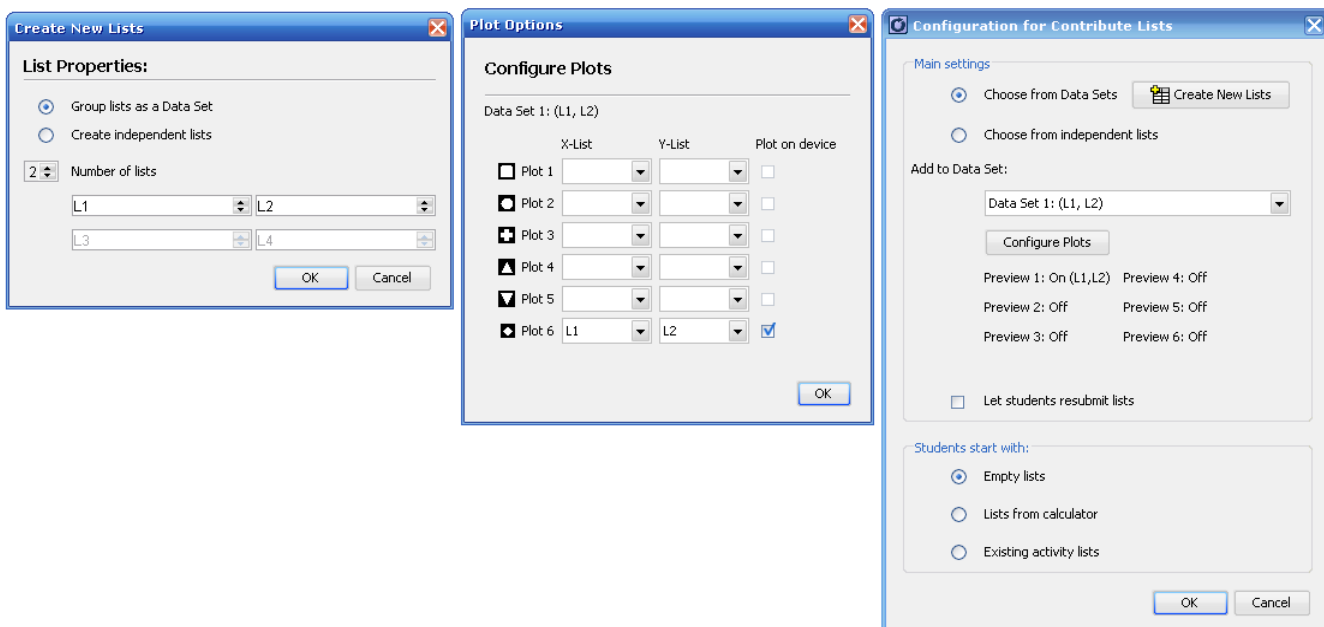 Create New Lists
List Properties:
Group lists as a Data Set
Create independent lists
2 Number of lists
L1 L2
L3 L4
OK Cancel
Plot Options
Configure Plots
Data Set 1: (L1, L2)
X-List Y-List Plot on device
Plot 1
Plot 2
Plot 3
Plot 4
Plot 5
Plot 6 L1 L2
OK
Configuration for Contribute Lists
Main settings
Choose from Data Sets Create New Lists
Choose from independent lists
Add to Data Set:
Data Set 1: (L1, L2)
Configure Plots
Preview 1: On (L1,L2) Preview 4: Off
Preview 2: Off Preview 5: Off
Preview 3: Off Preview 6: Off
Let students resubmit lists
Students start with:
Empty lists
Lists from calculator
Existing activity lists
OK Cancel